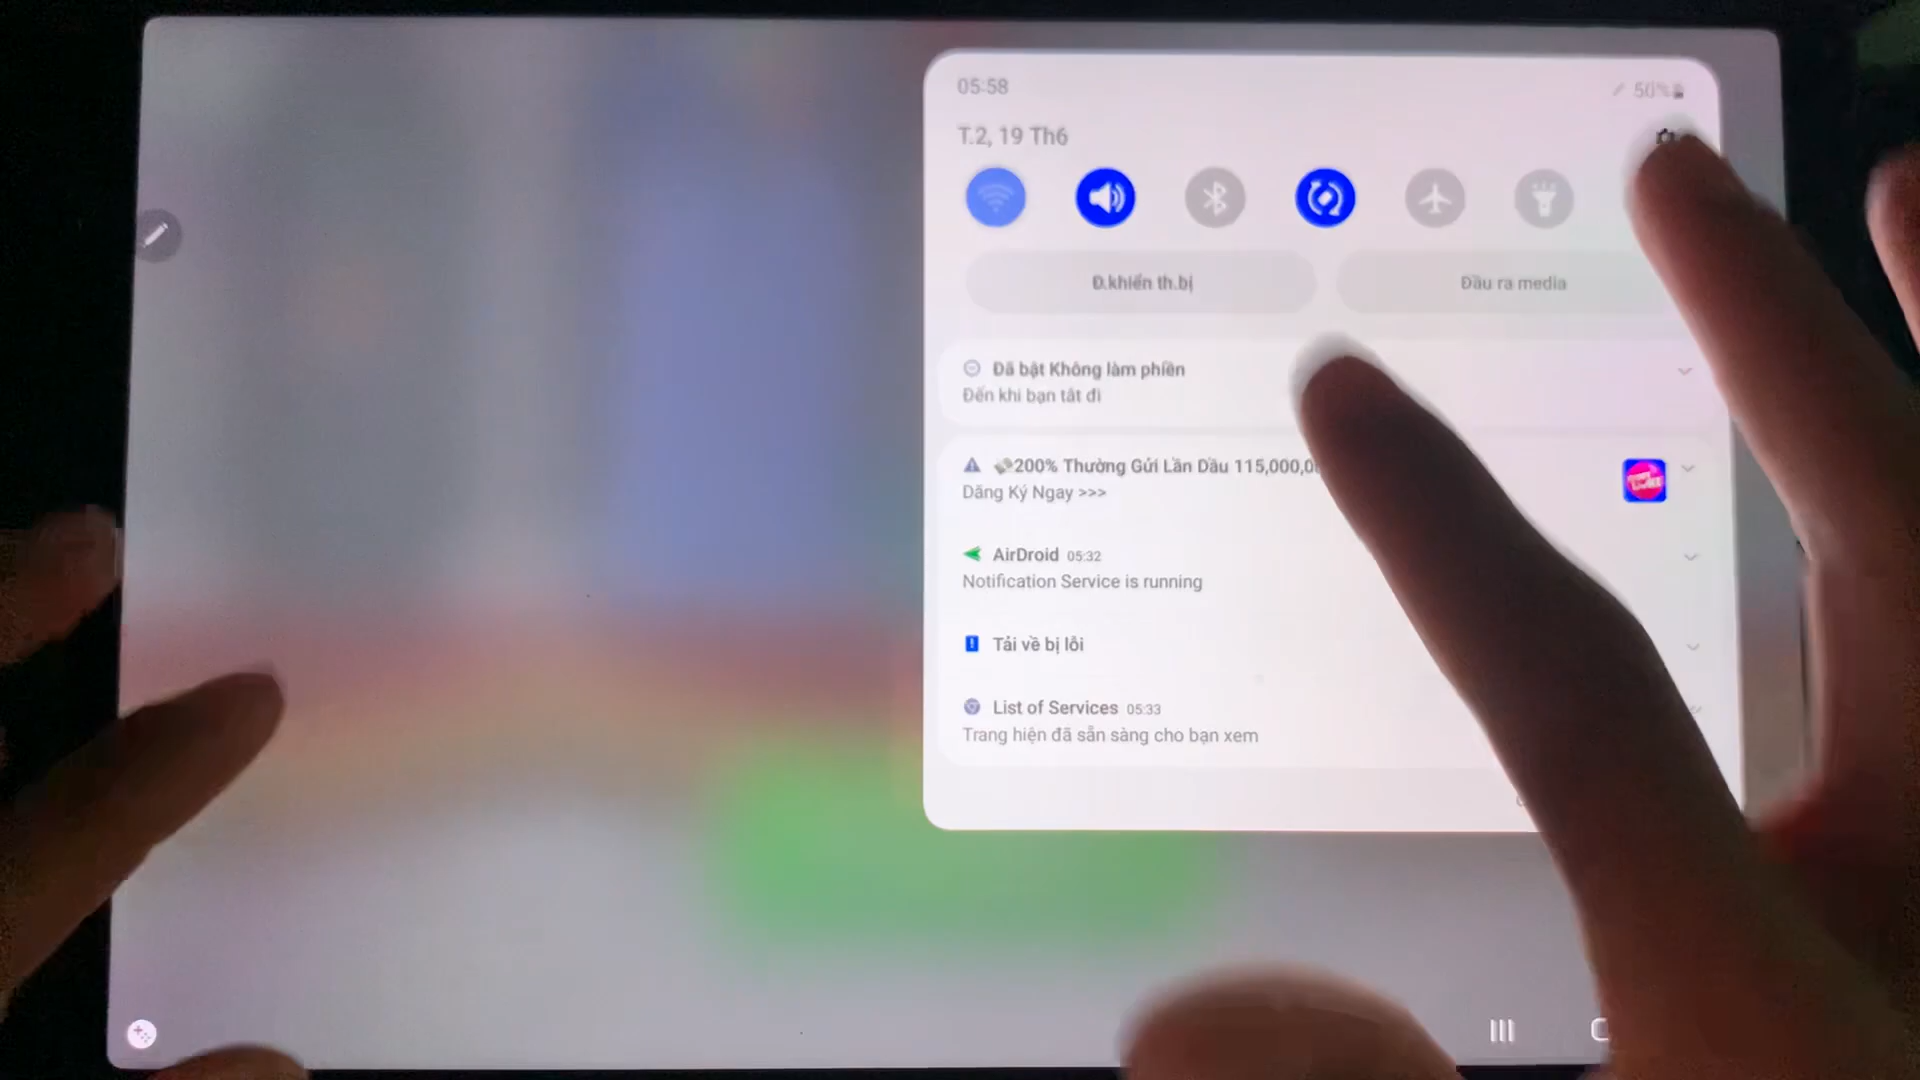 05:58
50%
T.2, 19 Th6
Đ.khiển th.bị
Đầu ra media
Đã bật Không làm phiền
Đến khi bạn tắt đi
200% Thưởng Gửi Lần Đầu 115,000,0
Đăng Ký Ngay >>>
AirDroid 05:32
Notification Service is running
Tải về bị lỗi
List of Services 05:33
Trang hiện đã sẵn sàng cho bạn xem